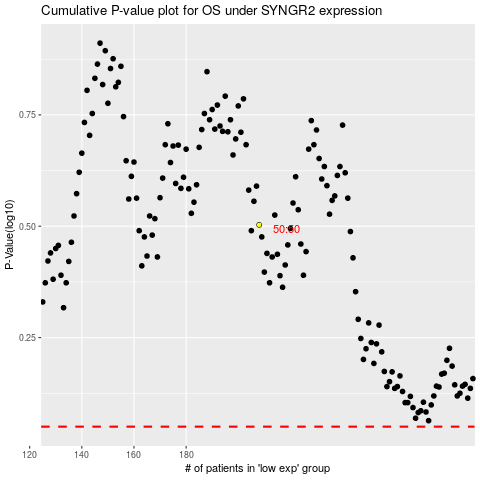 Cumulative P-value plot for OS under SYNGR2 expression
P-Value(log10)
0.75
0.50
0.25
50:50
120 140 160 180
# of patients in 'low exp' group